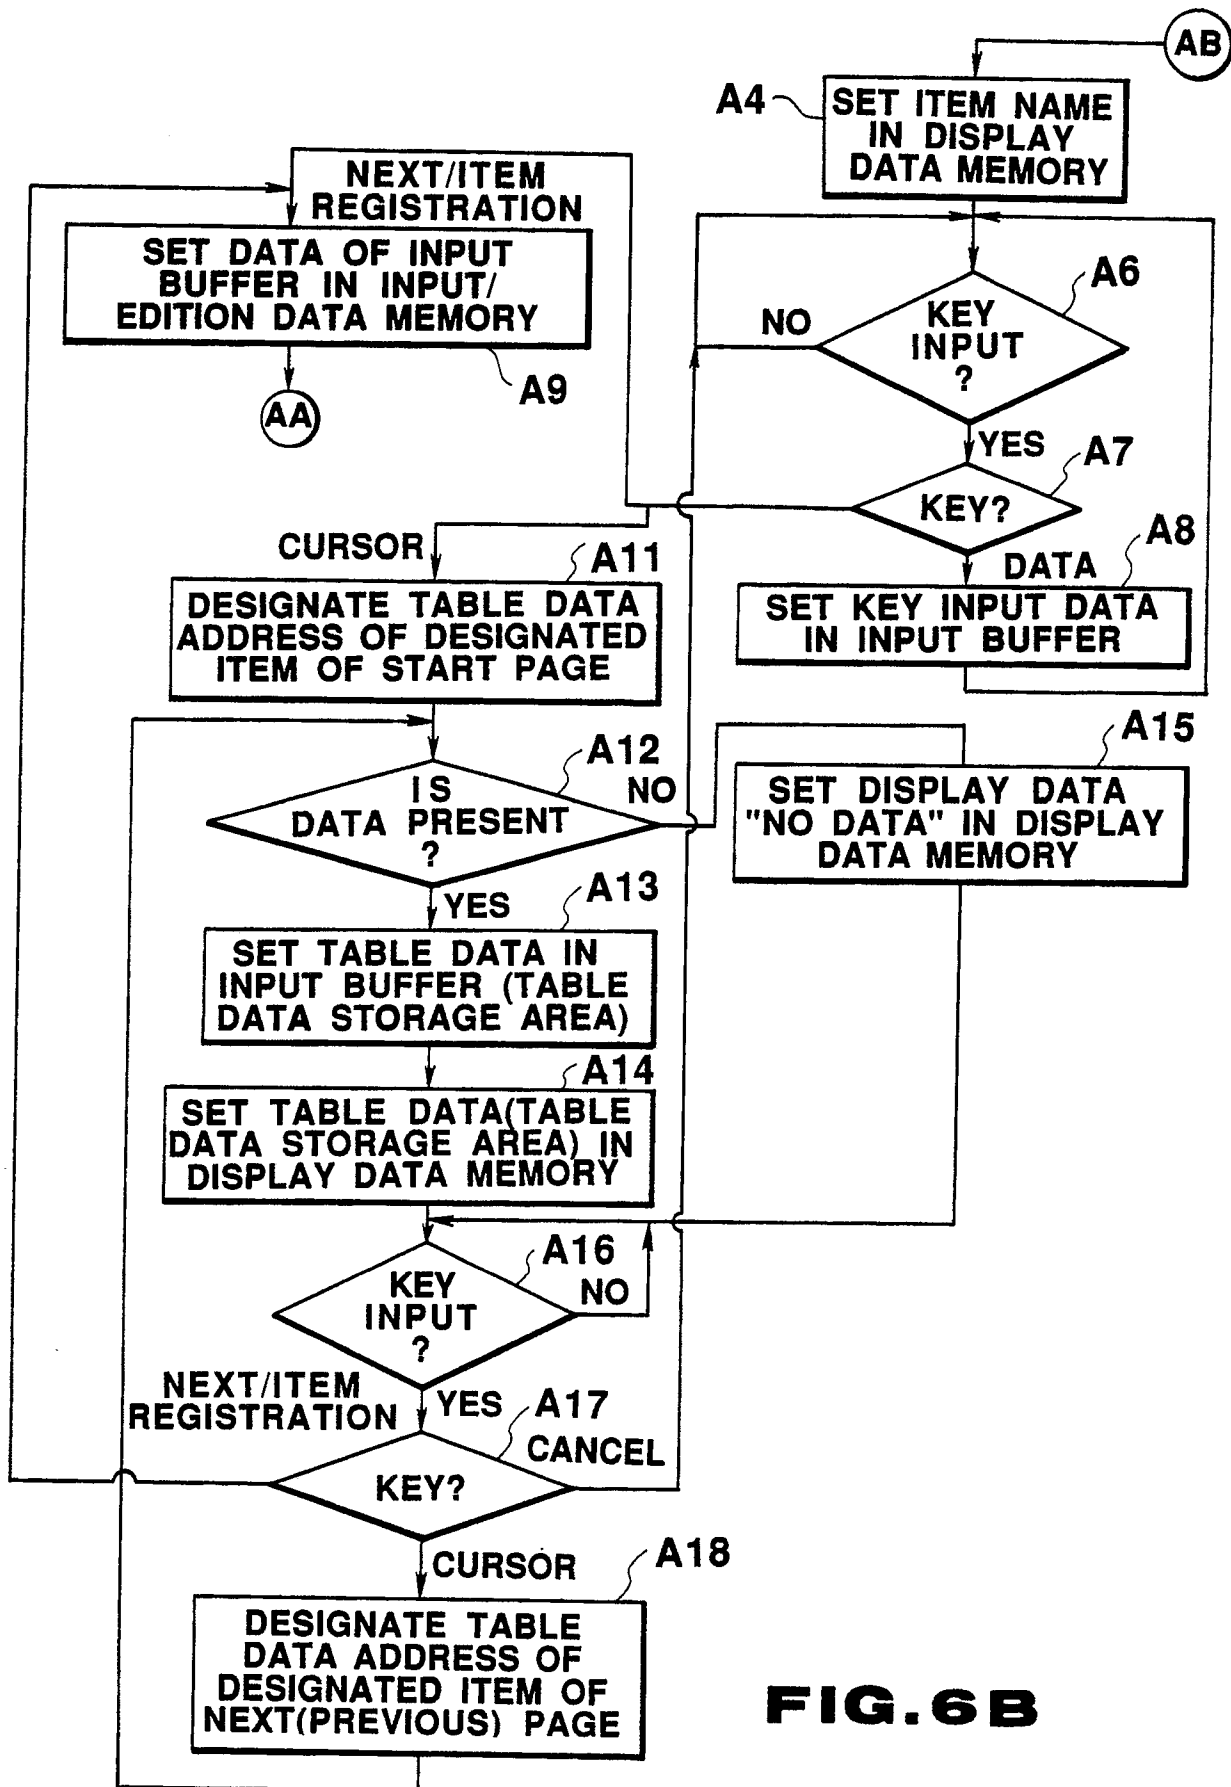 AB
A4
SET ITEM NAME
IN DISPLAY
DATA MEMORY
NEXT/ITEM
REGISTRATION
SET DATA OF INPUT
BUFFER IN INPUT/
EDITION DATA MEMORY
A9
AA
A6
NO
KEY
INPUT
?
YES
A7
KEY?
A8
DATA
SET KEY INPUT DATA
IN INPUT BUFFER
CURSOR
A11
DESIGNATE TABLE DATA
ADDRESS OF DESIGNATED
ITEM OF START PAGE
A12
NO
IS
DATA PRESENT
?
A15
SET DISPLAY DATA
"NO DATA" IN DISPLAY
DATA MEMORY
YES
A13
SET TABLE DATA IN
INPUT BUFFER (TABLE
DATA STORAGE AREA)
A14
SET TABLE DATA(TABLE
DATA STORAGE AREA) IN
DISPLAY DATA MEMORY
A16
KEY
INPUT
?
NO
NEXT/ITEM
REGISTRATION
YES
A17
CANCEL
KEY?
CURSOR
A18
DESIGNATE TABLE
DATA ADDRESS OF
DESIGNATED ITEM OF
NEXT(PREVIOUS) PAGE
FIG.6B